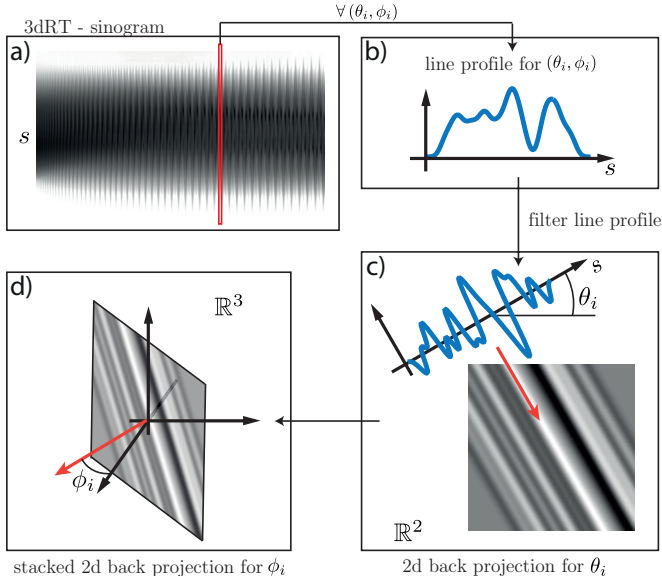 3dRT - sinogram
∀ (θᵢ, ϕᵢ)
a)
s
b)
line profile for (θᵢ, ϕᵢ)
s
filter line profile
c)
s
θᵢ
ℝ²
2d back projection for θᵢ
d)
ℝ³
ϕᵢ
stacked 2d back projection for ϕᵢ